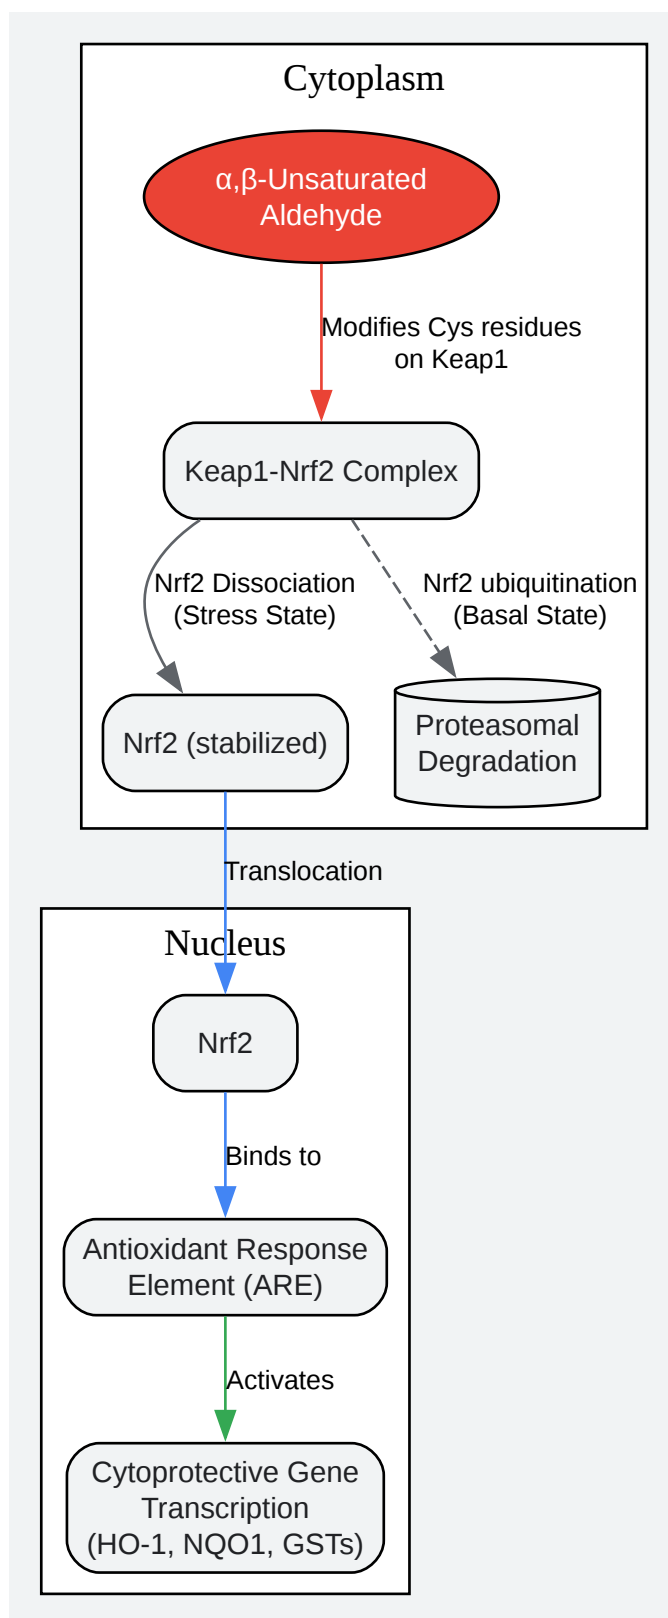 Cytoplasm
α,β-Unsaturated
Aldehyde
Modifies Cys residues
on Keap1
Keap1-Nrf2 Complex
Nrf2 Dissociation
(Stress State)
Nrf2 ubiquitination
(Basal State)
Nrf2 (stabilized)
Proteasomal
Degradation
Translocation
Nucleus
Nrf2
Binds to
Antioxidant Response
Element (ARE)
Activates
Cytoprotective Gene
Transcription
(HO-1, NQO1, GSTs)